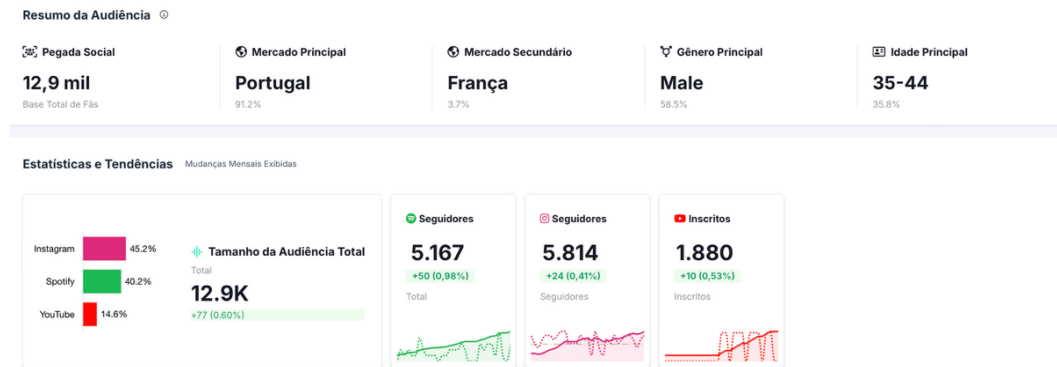 Resumo da Audiência
Pegada Social
12,9 mil
Base Total de Fãs
Mercado Principal
Portugal
91.2%
Mercado Secundário
França
3.7%
Gênero Principal
Male
58.5%
Idade Principal
35-44
35.8%
Estatísticas e Tendências Mudanças Mensais Exibidas
Instagram 45.2%
Spotify 40.2%
YouTube 14.6%
Tamanho da Audiência Total
Total
12.9K
+77 (0.60%)
Seguidores
5.167
+50 (0,98%)
Total
Seguidores
5.814
+24 (0,41%)
Seguidores
Inscritos
1.880
+10 (0,53%)
Inscritos